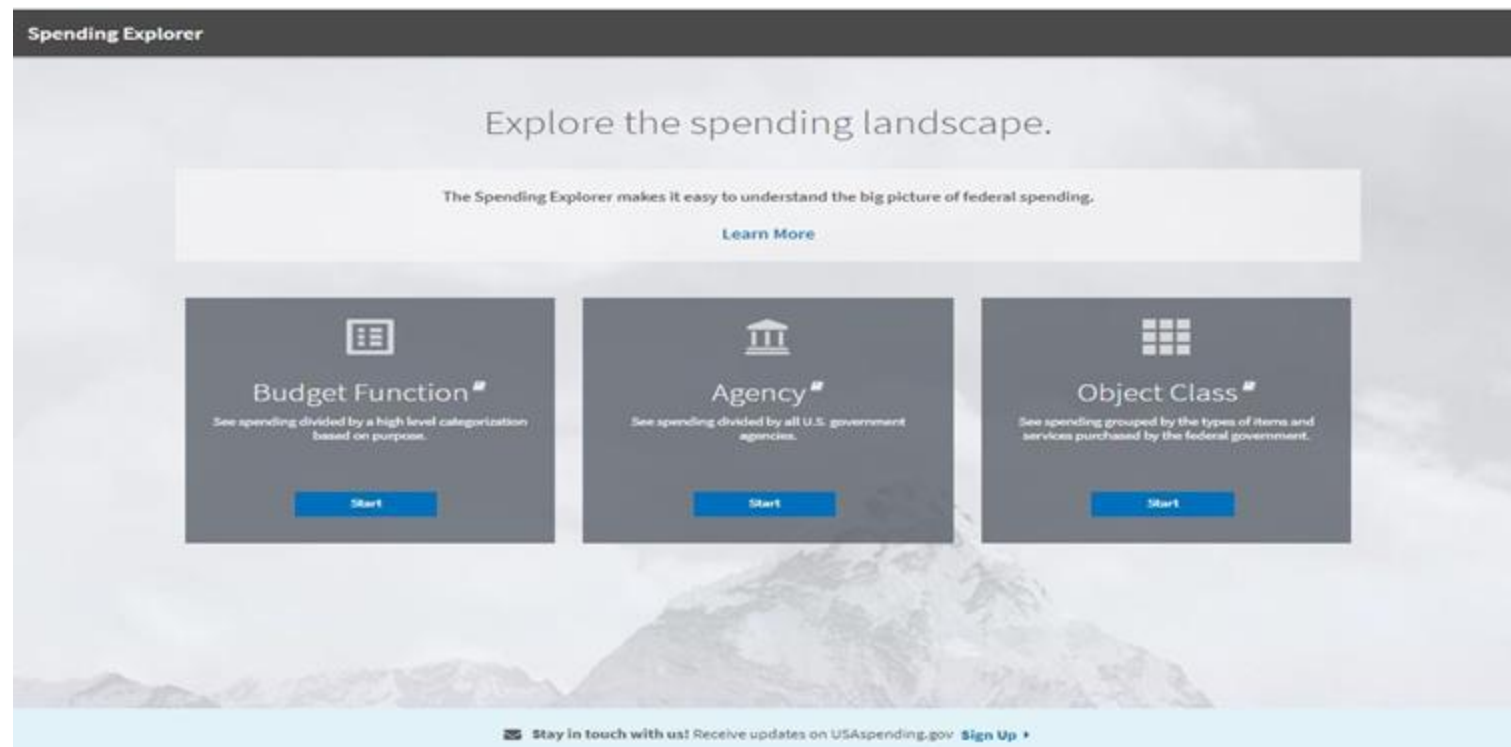 Spending Explorer
Explore the spending landscape.
The Spending Explorer makes it easy to understand the big picture of federal spending.
Learn More
Budget Function
See spending divided by a high level categorization
based on purpose.
Start
Agency
See spending divided by all U.S. government
agencies.
Start
Object Class
See spending grouped by the types of items and
services purchased by the federal government.
Start
Stay in touch with us! Receive updates on USAspending.gov Sign Up